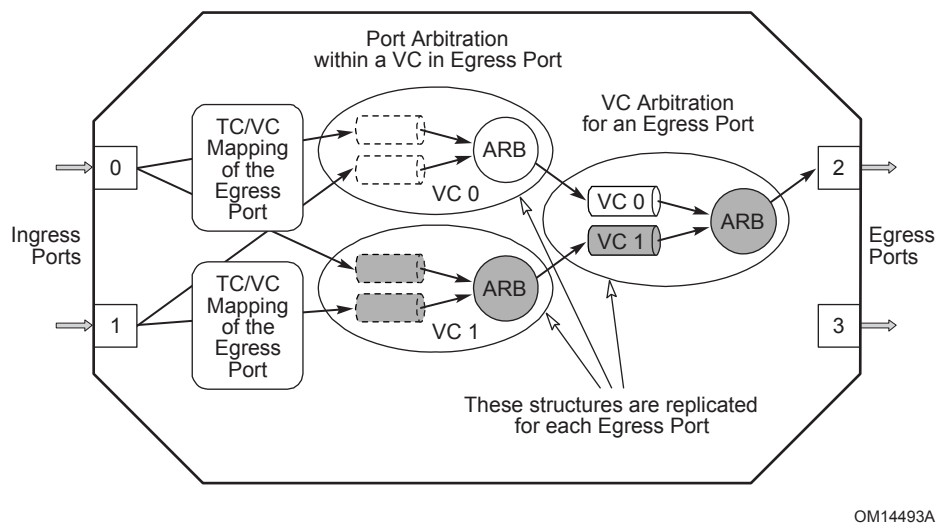 Port Arbitration
within a VC in Egress Port
VC Arbitration
for an Egress Port
TC/VC
Mapping
of the
Egress
Port
ARB
VC 0
0
2
VC 0
ARB
VC 1
Ingress
Ports
Egress
Ports
TC/VC
Mapping
of the
Egress
Port
ARB
VC 1
1
3
These structures are replicated
for each Egress Port
OM14493A